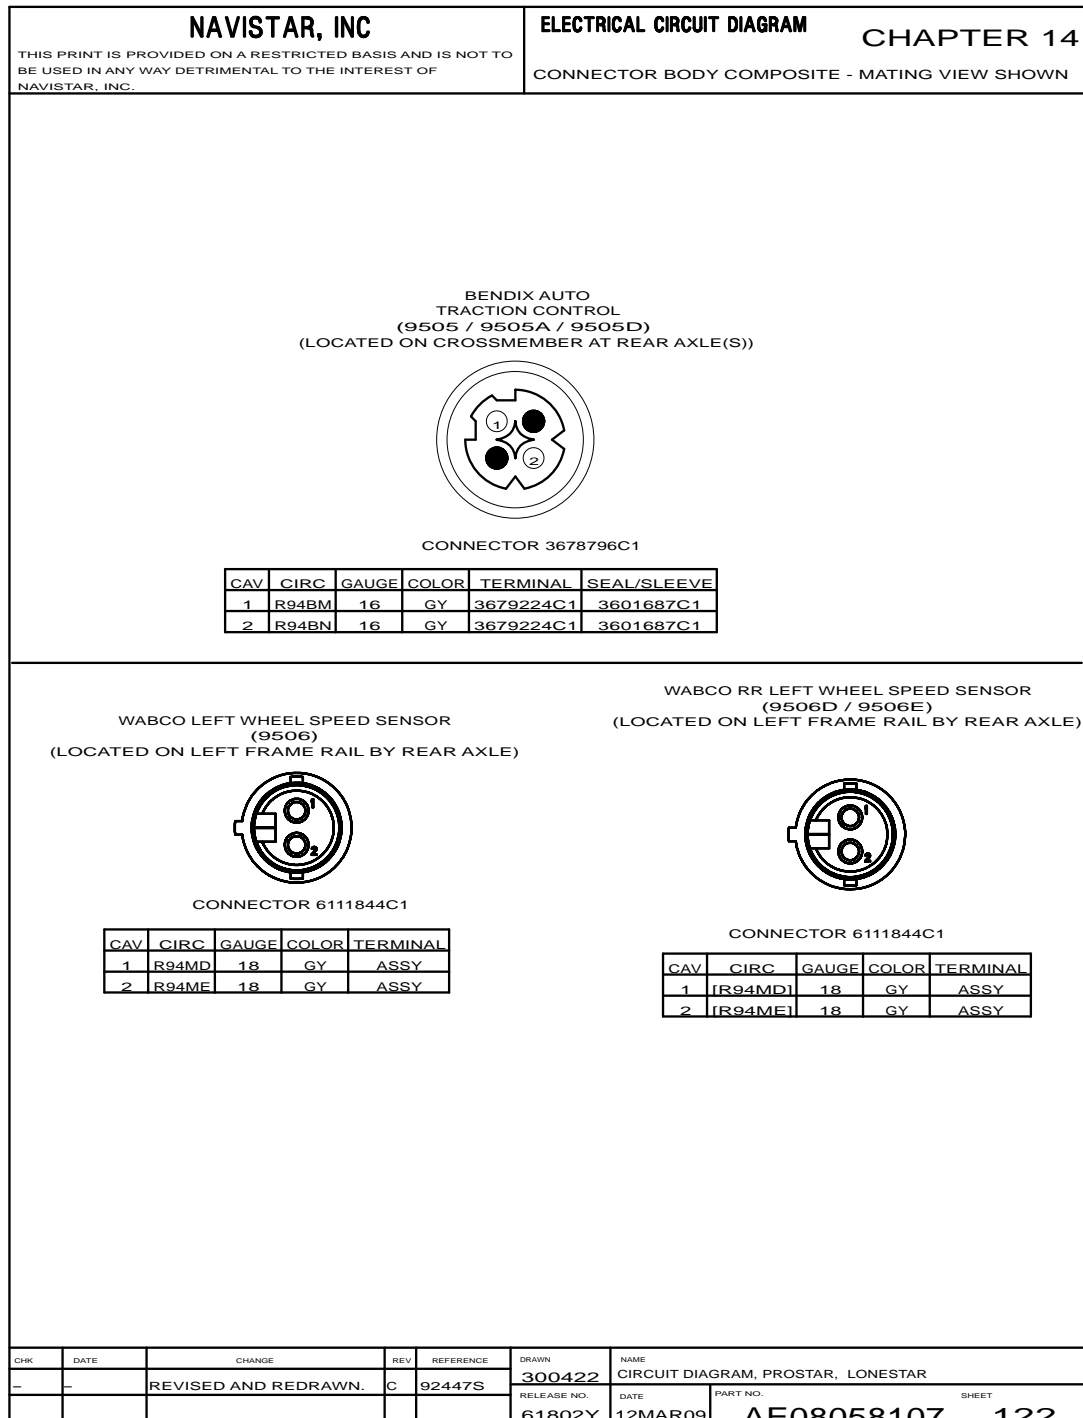 NAVISTAR, INC
THIS PRINT IS PROVIDED ON A RESTRICTED BASIS AND IS NOT TO
BE USED IN ANY WAY DETRIMENTAL TO THE INTEREST OF
NAVISTAR, INC.
ELECTRICAL CIRCUIT DIAGRAM
CHAPTER 14
CONNECTOR BODY COMPOSITE - MATING VIEW SHOWN
BENDIX AUTO
TRACTION CONTROL
(9505 / 9505A / 9505D)
(LOCATED ON CROSSMEMBER AT REAR AXLE(S))
1
2
CONNECTOR 3678796C1
CAV CIRC GAUGE COLOR TERMINAL SEAL/SLEEVE
1 R94BM 16 GY 3679224C1 3601687C1
2 R94BN 16 GY 3679224C1 3601687C1
WABCO LEFT WHEEL SPEED SENSOR
(9506)
(LOCATED ON LEFT FRAME RAIL BY REAR AXLE)
1
2
CONNECTOR 6111844C1
CAV CIRC GAUGE COLOR TERMINAL
1 R94MD 18 GY ASSY
2 R94ME 18 GY ASSY
WABCO RR LEFT WHEEL SPEED SENSOR
(9506D / 9506E)
(LOCATED ON LEFT FRAME RAIL BY REAR AXLE)
1
2
CONNECTOR 6111844C1
CAV CIRC GAUGE COLOR TERMINAL
1 [R94MD] 18 GY ASSY
2 [R94ME] 18 GY ASSY
CHK DATE CHANGE REV REFERENCE
– – REVISED AND REDRAWN. C 92447S
DRAWN
300422
NAME
CIRCUIT DIAGRAM, PROSTAR, LONESTAR
RELEASE NO.
61802Y
DATE
12MAR09
PART NO.
AE08058107
SHEET
122